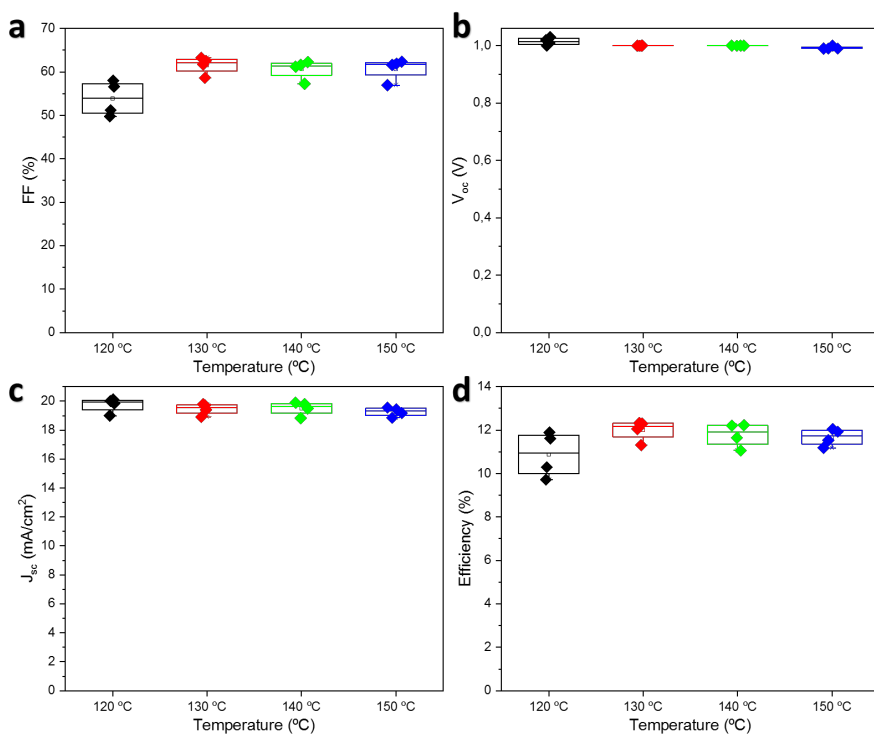 a
70
60
50
40
30
20
10
0
FF (%)
120 ºC 130 ºC 140 ºC 150 ºC
Temperature (ºC)
b
1,0
0,8
0,6
0,4
0,2
0,0
Voc (V)
120 ºC 130 ºC 140 ºC 150 ºC
Temperature (ºC)
c
20
18
16
14
12
10
8
6
4
2
0
Jsc (mA/cm²)
120 ºC 130 ºC 140 ºC 150 ºC
Temperature (ºC)
d
14
12
10
8
6
4
2
0
Efficiency (%)
120 ºC 130 ºC 140 ºC 150 ºC
Temperature (ºC)